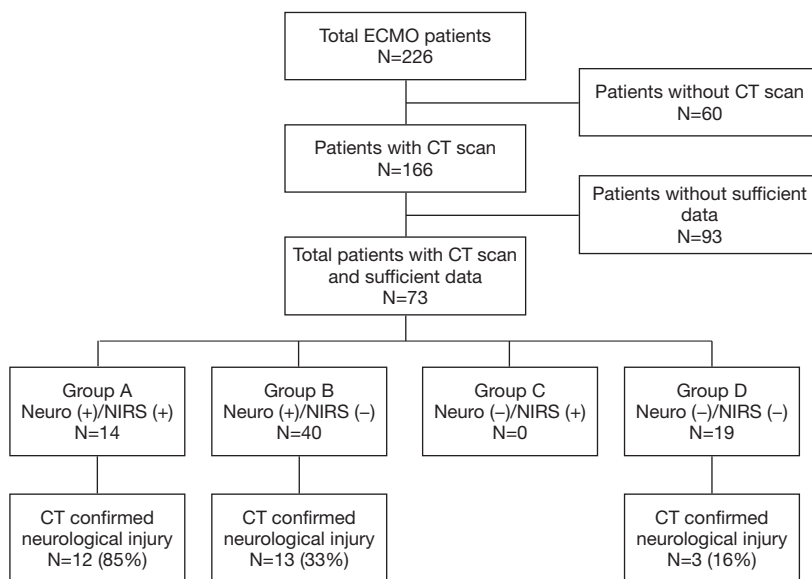 Total ECMO patients
N=226
Patients without CT scan
N=60
Patients with CT scan
N=166
Patients without sufficient
data
N=93
Total patients with CT scan
and sufficient data
N=73
Group A
Neuro (+)/NIRS (+)
N=14
Group B
Neuro (+)/NIRS (–)
N=40
Group C
Neuro (–)/NIRS (+)
N=0
Group D
Neuro (–)/NIRS (–)
N=19
CT confirmed
neurological injury
N=12 (85%)
CT confirmed
neurological injury
N=13 (33%)
CT confirmed
neurological injury
N=3 (16%)